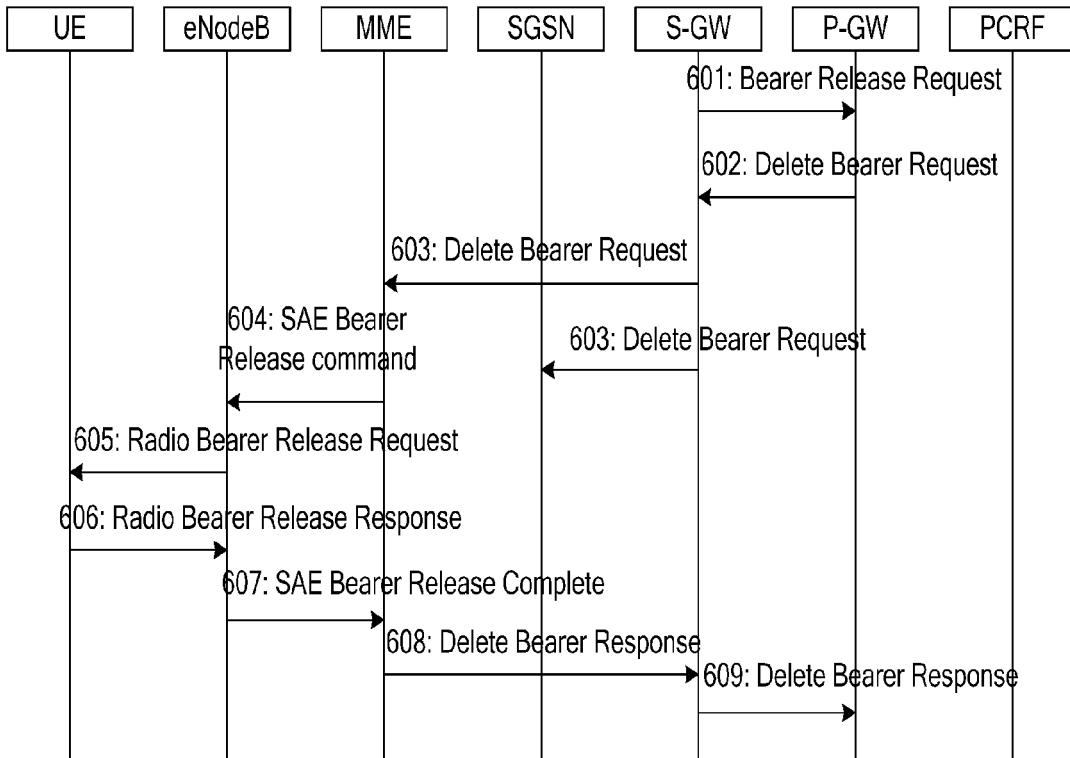 UE eNodeB MME SGSN S-GW P-GW PCRF
601: Bearer Release Request
602: Delete Bearer Request
603: Delete Bearer Request
604: SAE Bearer
Release command
603: Delete Bearer Request
605: Radio Bearer Release Request
606: Radio Bearer Release Response
607: SAE Bearer Release Complete
608: Delete Bearer Response
609: Delete Bearer Response